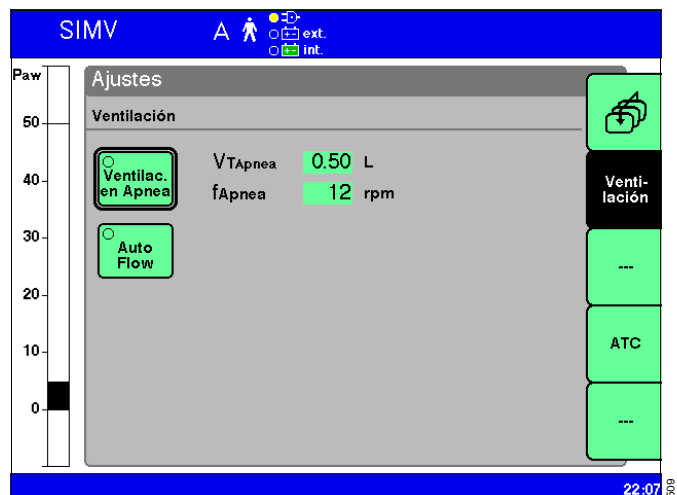 SIMV A ext.
int.
Paw
50
40
30
20
10
0
Ajustes
Ventilación
Ventilac.
en Apnea
VTApnea 0.50 L
fApnea 12 rpm
Auto
Flow
Venti-
lación
---
ATC
---
22:07